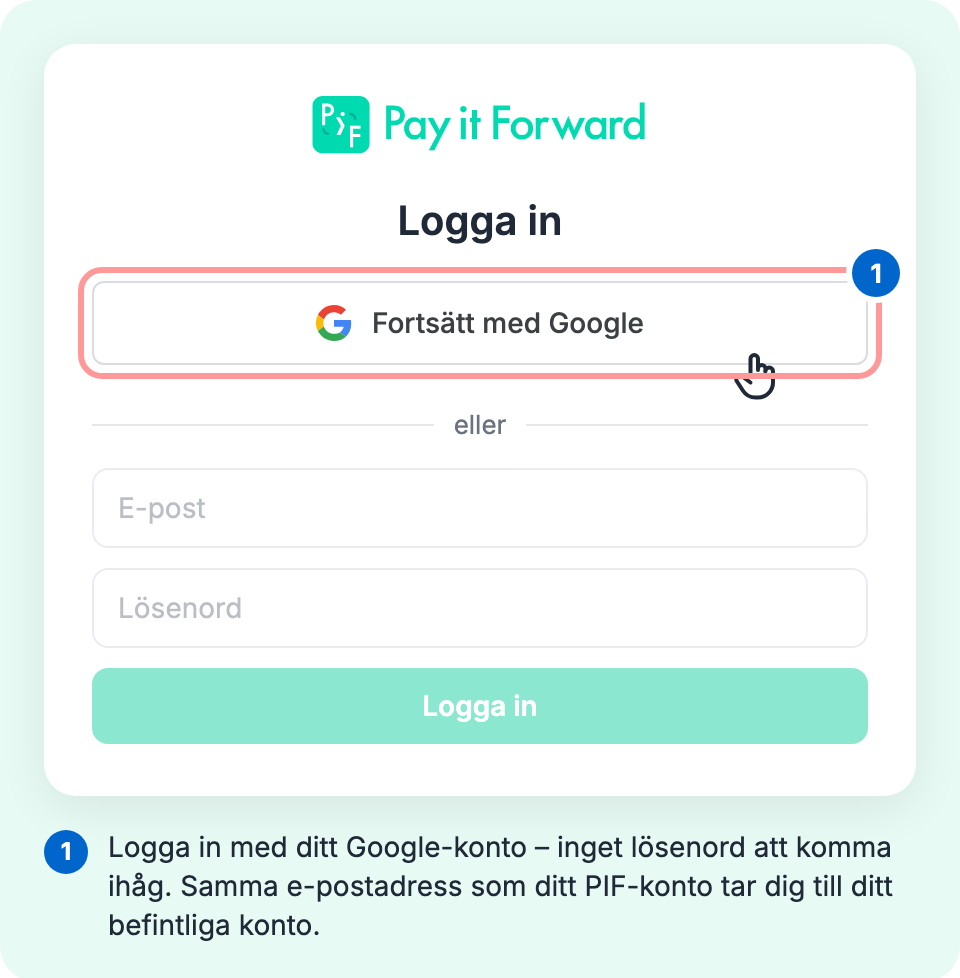 PiF Pay it Forward
Logga in
1
Fortsätt med Google
eller
E-post
Lösenord
Logga in
1 Logga in med ditt Google-konto – inget lösenord att komma
ihåg. Samma e-postadress som ditt PIF-konto tar dig till ditt
befintliga konto.